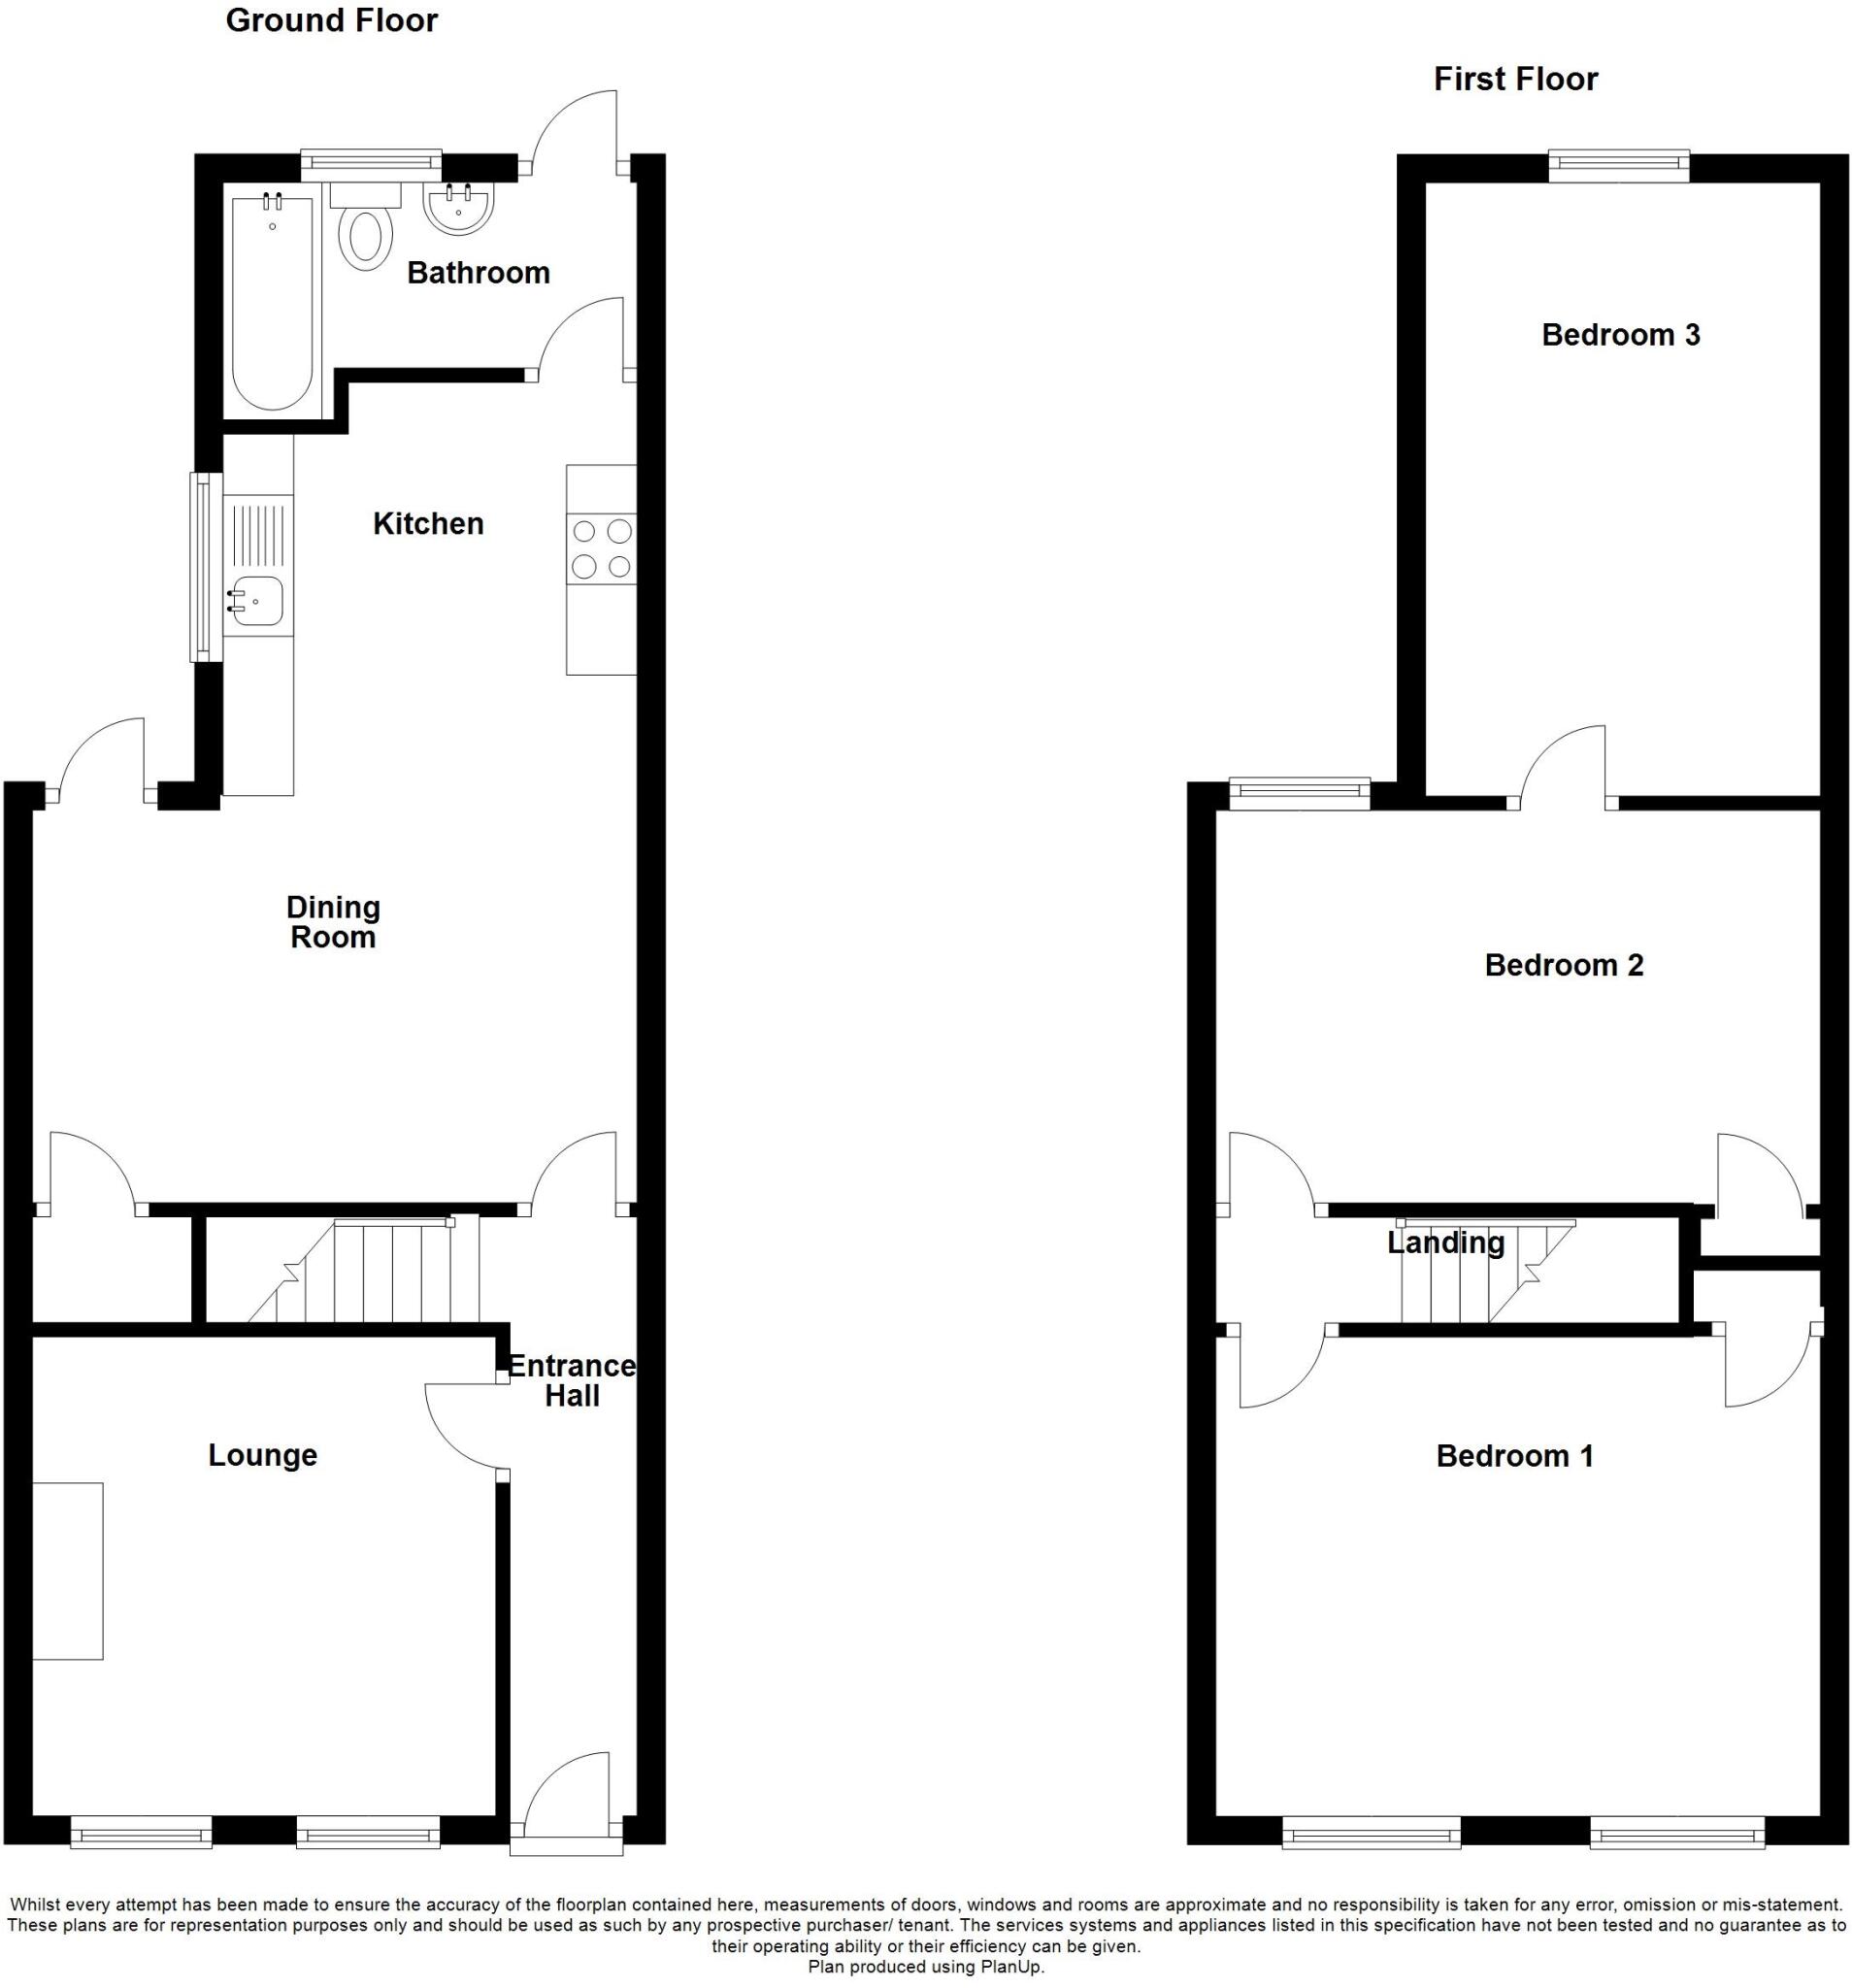 Ground Floor
First Floor
Bathroom
Bedroom 3
Kitchen
Dining
Room
Bedroom 2
Landing
Entrance
Hall
Lounge
Bedroom 1
Whilst every attempt has been made to ensure the accuracy of the floorplan contained here, measurements of doors, windows and rooms are approximate and no responsibility is taken for any error, omission or mis-statement.
These plans are for representation purposes only and should be used as such by any prospective purchaser/ tenant. The services systems and appliances listed in this specification have not been tested and no guarantee as to
their operating ability or their efficiency can be given.
Plan produced using PlanUp.